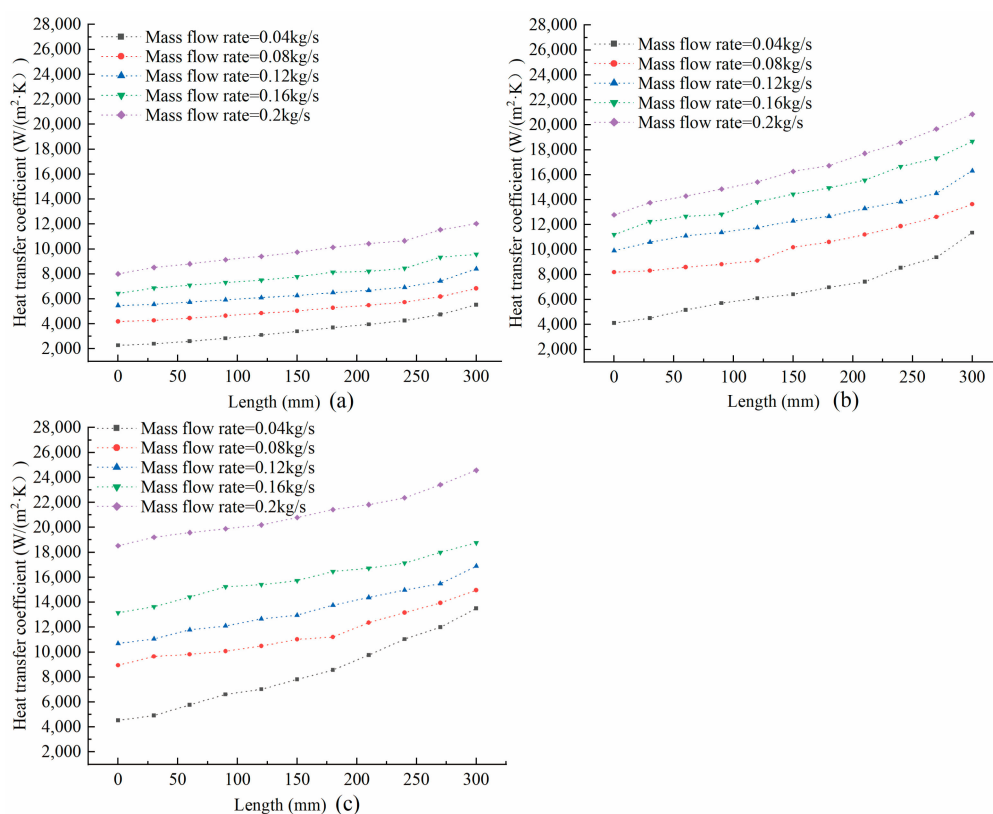 28,000
26,000
24,000
22,000
20,000
18,000
16,000
14,000
12,000
10,000
8,000
6,000
4,000
2,000
Heat transfer coefficient (W/(m²·K))
Mass flow rate=0.04kg/s
Mass flow rate=0.08kg/s
Mass flow rate=0.12kg/s
Mass flow rate=0.16kg/s
Mass flow rate=0.2kg/s
0 50 100 150 200 250 300
Length (mm) (a)
28,000
26,000
24,000
22,000
20,000
18,000
16,000
14,000
12,000
10,000
8,000
6,000
4,000
2,000
Heat transfer coefficient (W/(m²·K))
Mass flow rate=0.04kg/s
Mass flow rate=0.08kg/s
Mass flow rate=0.12kg/s
Mass flow rate=0.16kg/s
Mass flow rate=0.2kg/s
0 50 100 150 200 250 300
Length (mm) (b)
28,000
26,000
24,000
22,000
20,000
18,000
16,000
14,000
12,000
10,000
8,000
6,000
4,000
2,000
Heat transfer coefficient (W/(m²·K))
Mass flow rate=0.04kg/s
Mass flow rate=0.08kg/s
Mass flow rate=0.12kg/s
Mass flow rate=0.16kg/s
Mass flow rate=0.2kg/s
0 50 100 150 200 250 300
Length (mm) (c)